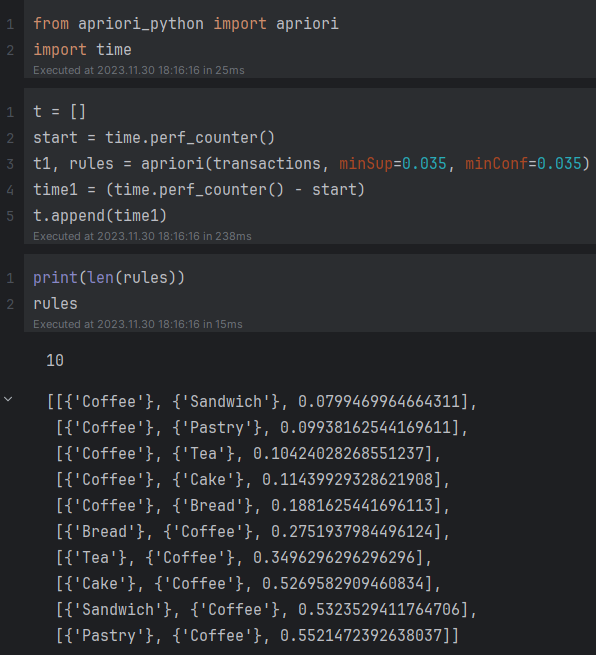 1 from apriori_python import apriori
2 import time
Executed at 2023.11.30 18:16:16 in 25ms
1 t = []
2 start = time.perf_counter()
3 t1, rules = apriori(transactions, minSup=0.035, minConf=0.035)
4 time1 = (time.perf_counter() - start)
5 t.append(time1)
Executed at 2023.11.30 18:16:16 in 238ms
1 print(len(rules))
2 rules
Executed at 2023.11.30 18:16:16 in 15ms
10
[[{'Coffee'}, {'Sandwich'}, 0.0799469964664311],
[{'Coffee'}, {'Pastry'}, 0.09938162544169611],
[{'Coffee'}, {'Tea'}, 0.10424028268551237],
[{'Coffee'}, {'Cake'}, 0.11439929328621908],
[{'Coffee'}, {'Bread'}, 0.1881625441696113],
[{'Bread'}, {'Coffee'}, 0.2751937984496124],
[{'Tea'}, {'Coffee'}, 0.3496296296296296],
[{'Cake'}, {'Coffee'}, 0.5269582909460834],
[{'Sandwich'}, {'Coffee'}, 0.5323529411764706],
[{'Pastry'}, {'Coffee'}, 0.5521472392638037]]